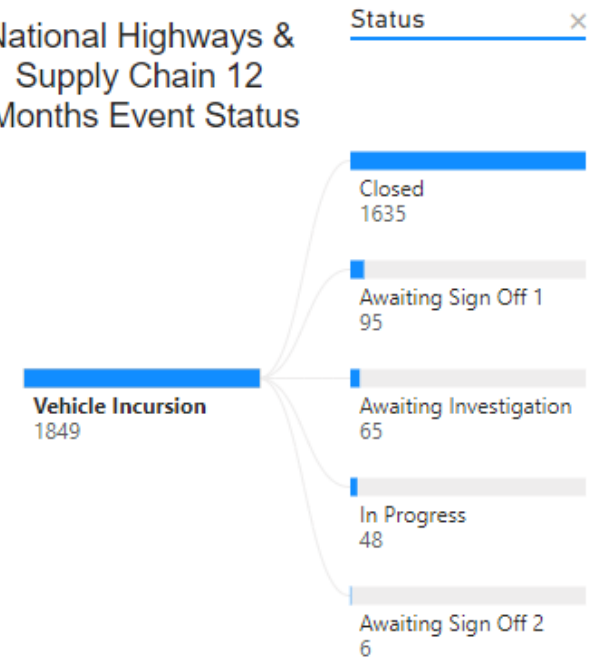 National Highways &
Supply Chain 12
Months Event Status
Status
Closed
1635
Awaiting Sign Off 1
95
Vehicle Incursion
1849
Awaiting Investigation
65
In Progress
48
Awaiting Sign Off 2
6